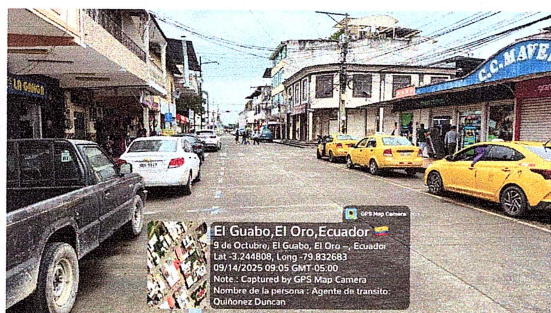 LA GANGA
C.C. MAVE
GPS Map Camera
El Guabo,El Oro,Ecuador
9 de Octubre, El Guabo, El Oro –, Ecuador
Lat -3.244808, Long -79.832683
09/14/2025 09:05 GMT-05:00
Note : Captured by GPS Map Camera
Nombre de la persona : Agente de transito:
Quiñonez Duncan